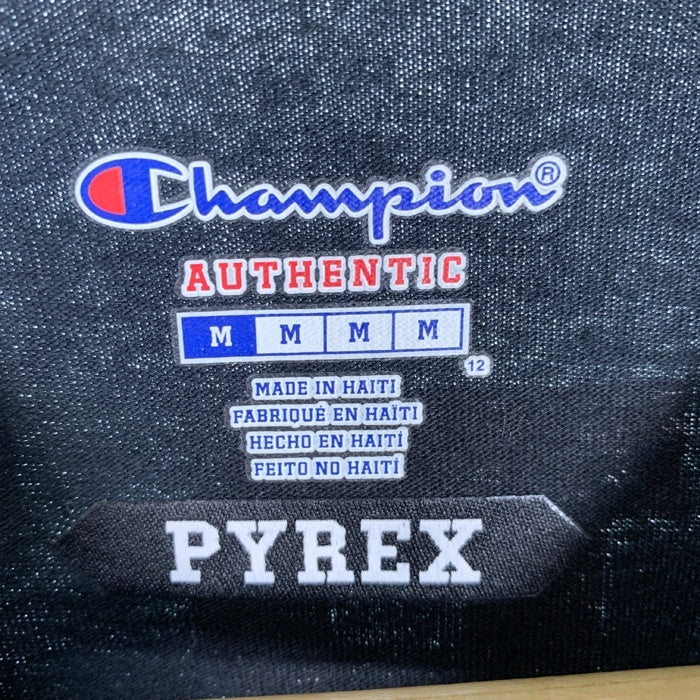 Champion®
AUTHENTIC
M M M M
12
MADE IN HAITI
FABRIQUÉ EN HAÏTI
HECHO EN HAITÍ
FEITO NO HAITÍ
PYREX